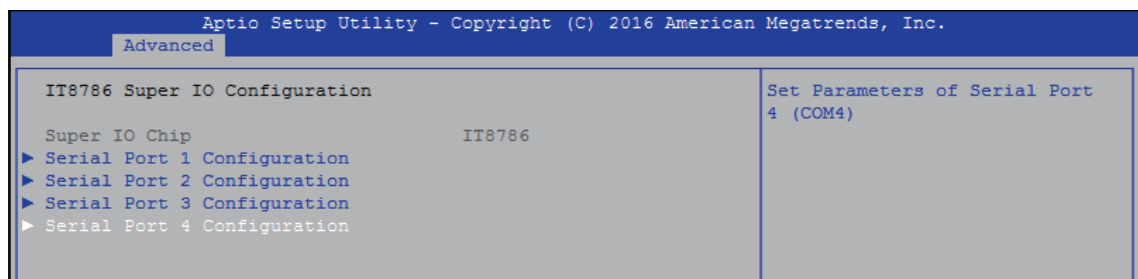 Aptio Setup Utility - Copyright (C) 2016 American Megatrends, Inc.
Advanced
IT8786 Super IO Configuration
Super IO Chip IT8786
► Serial Port 1 Configuration
► Serial Port 2 Configuration
► Serial Port 3 Configuration
► Serial Port 4 Configuration
Set Parameters of Serial Port
4 (COM4)